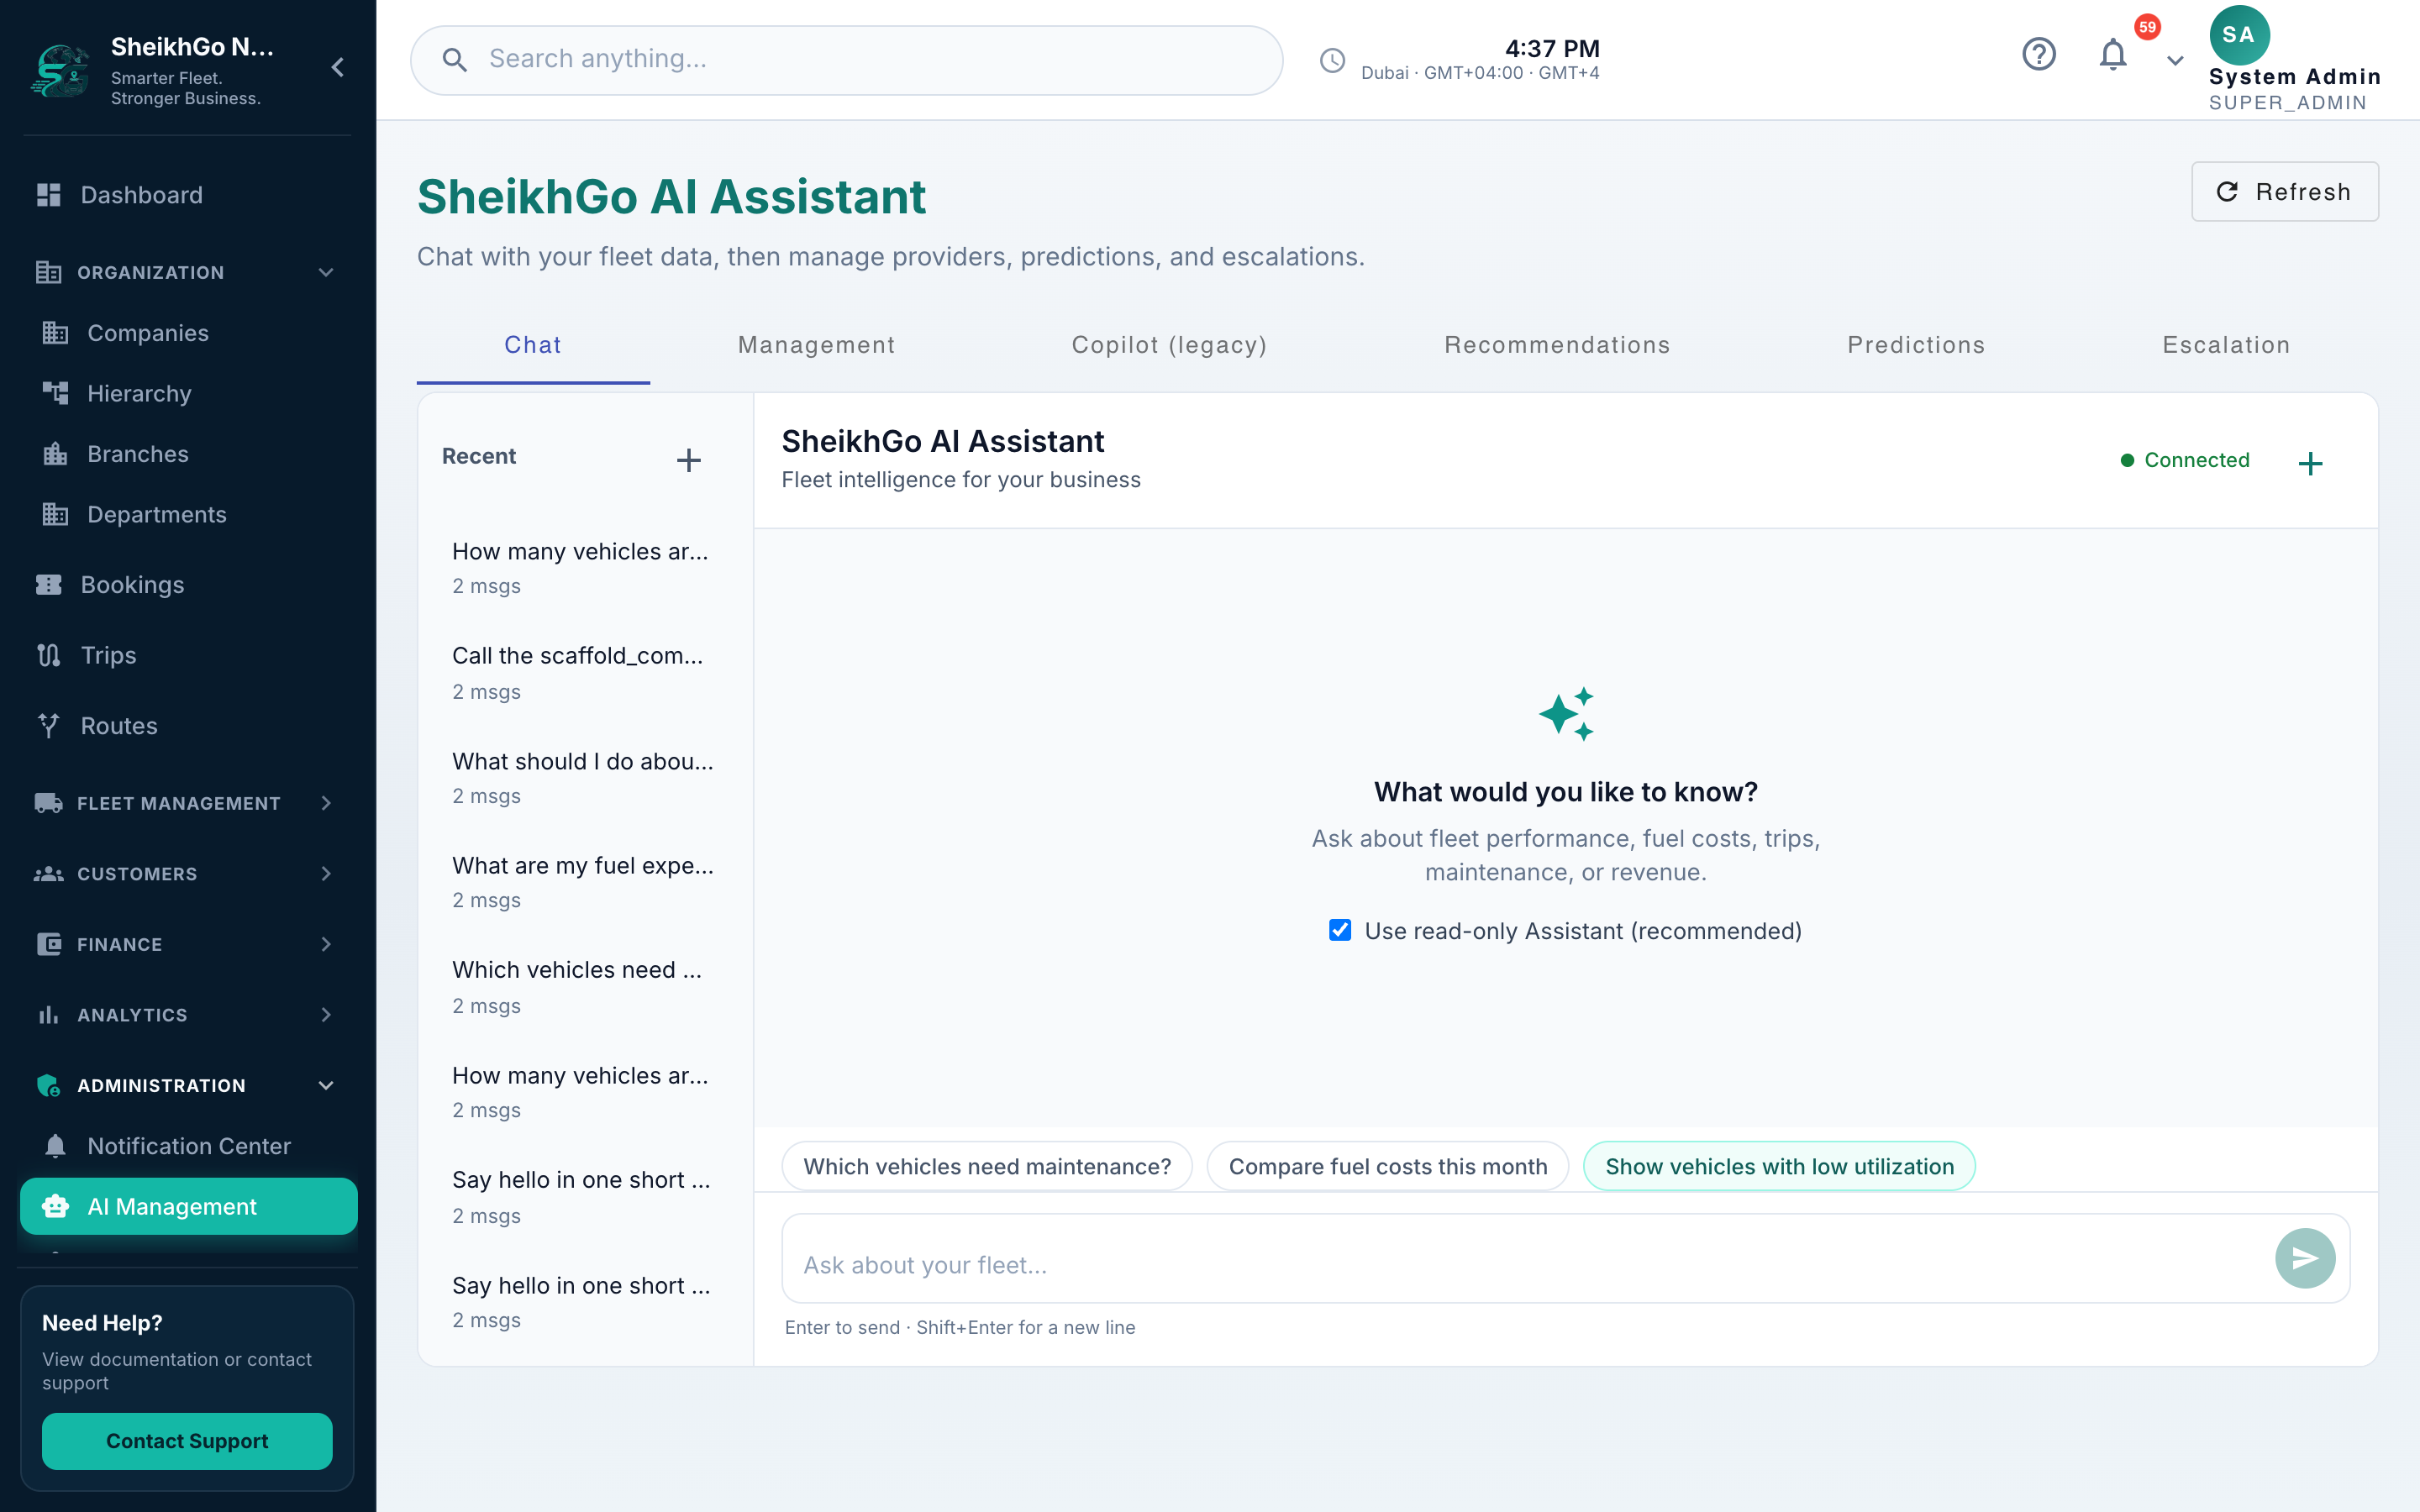 SheikhGo N...
Smarter Fleet.
Stronger Business.
Dashboard
ORGANIZATION
Companies
Hierarchy
Branches
Departments
Bookings
Trips
Routes
FLEET MANAGEMENT
CUSTOMERS
FINANCE
ANALYTICS
ADMINISTRATION
Notification Center
AI Management
Need Help?
View documentation or contact
support
Contact Support
Search anything...
4:37 PM
Dubai · GMT+04:00 · GMT+4
59
SA
System Admin
SUPER_ADMIN
SheikhGo AI Assistant
Chat with your fleet data, then manage providers, predictions, and escalations.
Refresh
Chat
Management
Copilot (legacy)
Recommendations
Predictions
Escalation
Recent
How many vehicles ar...
2 msgs
Call the scaffold_com...
2 msgs
What should I do abou...
2 msgs
What are my fuel expe...
2 msgs
Which vehicles need ...
2 msgs
How many vehicles ar...
2 msgs
Say hello in one short ...
2 msgs
Say hello in one short ...
2 msgs
SheikhGo AI Assistant
Fleet intelligence for your business
Connected
What would you like to know?
Ask about fleet performance, fuel costs, trips,
maintenance, or revenue.
Use read-only Assistant (recommended)
Which vehicles need maintenance?
Compare fuel costs this month
Show vehicles with low utilization
Ask about your fleet...
Enter to send · Shift+Enter for a new line